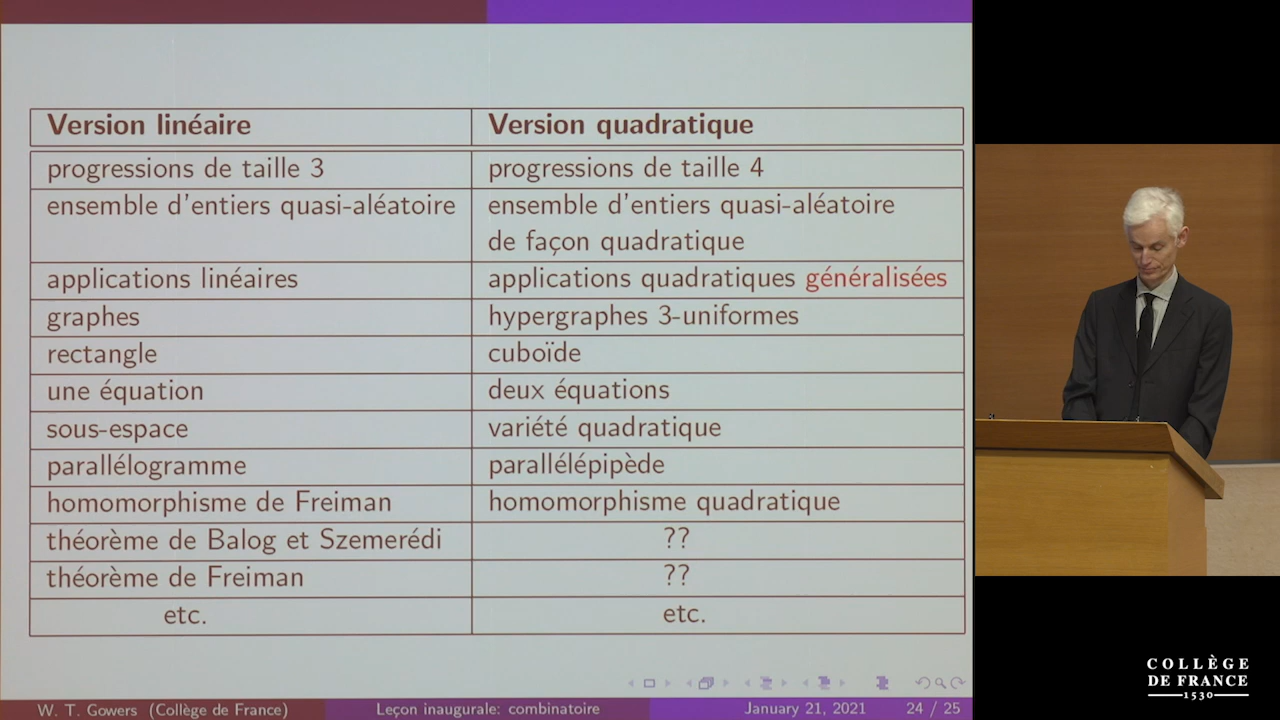 Version linéaire Version quadratique
progressions de taille 3 progressions de taille 4
ensemble d'entiers quasi-aléatoire ensemble d'entiers quasi-aléatoire
de façon quadratique
applications linéaires applications quadratiques généralisées
graphes hypergraphes 3-uniformes
rectangle cuboïde
une équation deux équations
sous-espace variété quadratique
parallélogramme parallélépipède
homomorphisme de Freiman homomorphisme quadratique
théorème de Balog et Szemerédi ??
théorème de Freiman ??
etc. etc.
W. T. Gowers (Collège de France) Leçon inaugurale: combinatoire January 21, 2021 24 / 25
COLLÈGE
DE FRANCE
1530